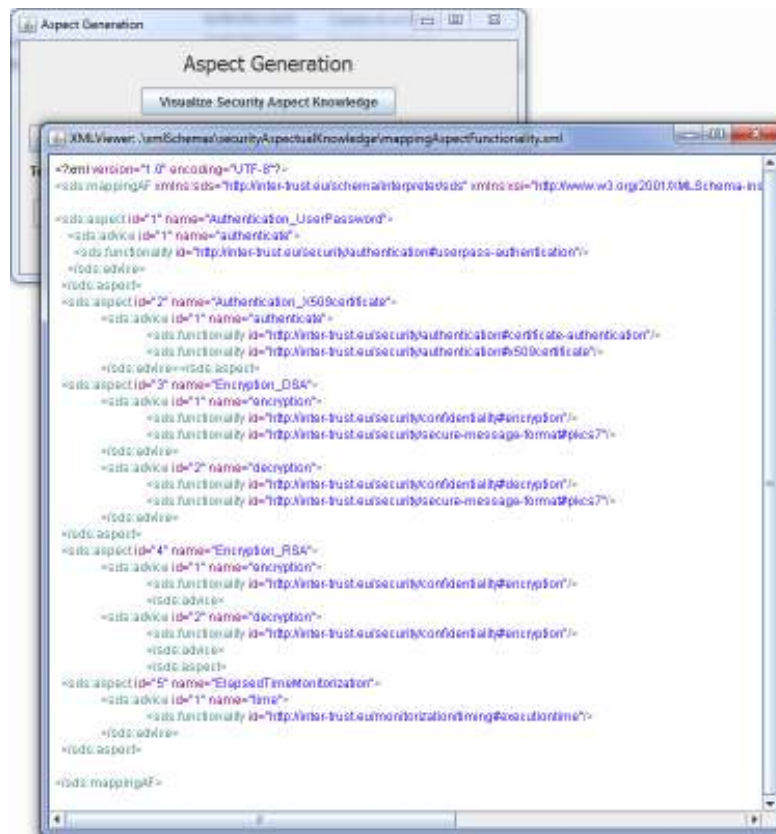 Aspect Generation
Aspect Generation
Visualize Security Aspect Knowledge
XMLViewer: .\xmlSchemas\securityAspectualKnowledge\mappingAspectFunctionality.xml
<?xml version="1.0" encoding="UTF-8"?>
<sds:mappingAF xmlns:sds="http://inter-trust.eu/schema/interpreter/sds" xmlns:xsi="http://www.w3.org/2001/XMLSchema-ins
<sds:aspect id="1" name="Authentication_UserPassword">
<sds:advice id="1" name="authenticate">
<sds:functionality id="http://inter-trust.eu/security/authentication#userpass-authentication"/>
</sds:advice>
</sds:aspect>
<sds:aspect id="2" name="Authentication_X509certificate">
<sds:advice id="1" name="authenticate">
<sds:functionality id="http://inter-trust.eu/security/authentication#certificate-authentication"/>
<sds:functionality id="http://inter-trust.eu/security/authentication#x509certificate"/>
</sds:advice></sds:aspect>
<sds:aspect id="3" name="Encryption_DSA">
<sds:advice id="1" name="encryption">
<sds:functionality id="http://inter-trust.eu/security/confidentiality#encryption"/>
<sds:functionality id="http://inter-trust.eu/security/secure-message-format#pkcs7"/>
</sds:advice>
<sds:advice id="2" name="decryption">
<sds:functionality id="http://inter-trust.eu/security/confidentiality#decryption"/>
<sds:functionality id="http://inter-trust.eu/security/secure-message-format#pkcs7"/>
</sds:advice>
</sds:aspect>
<sds:aspect id="4" name="Encryption_RSA">
<sds:advice id="1" name="encryption">
<sds:functionality id="http://inter-trust.eu/security/confidentiality#encryption"/>
</sds:advice>
<sds:advice id="2" name="decryption">
<sds:functionality id="http://inter-trust.eu/security/confidentiality#encryption"/>
</sds:advice>
</sds:aspect>
<sds:aspect id="5" name="ElapsedTimeMonitorization">
<sds:advice id="1" name="time">
<sds:functionality id="http://inter-trust.eu/monitorization/timing#executiontime"/>
</sds:advice>
</sds:aspect>
</sds:mappingAF>